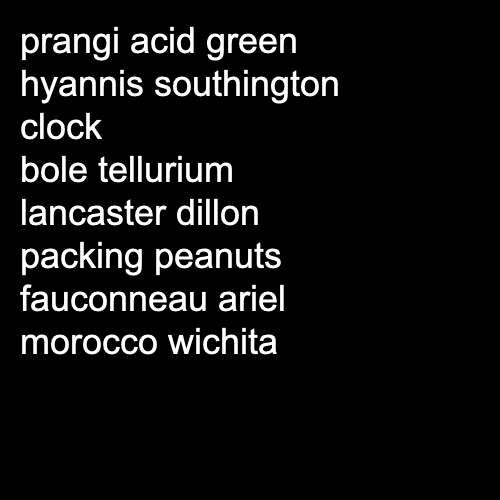 prangi acid green
hyannis southington
clock
bole tellurium
lancaster dillon
packing peanuts
fauconneau ariel
morocco wichita